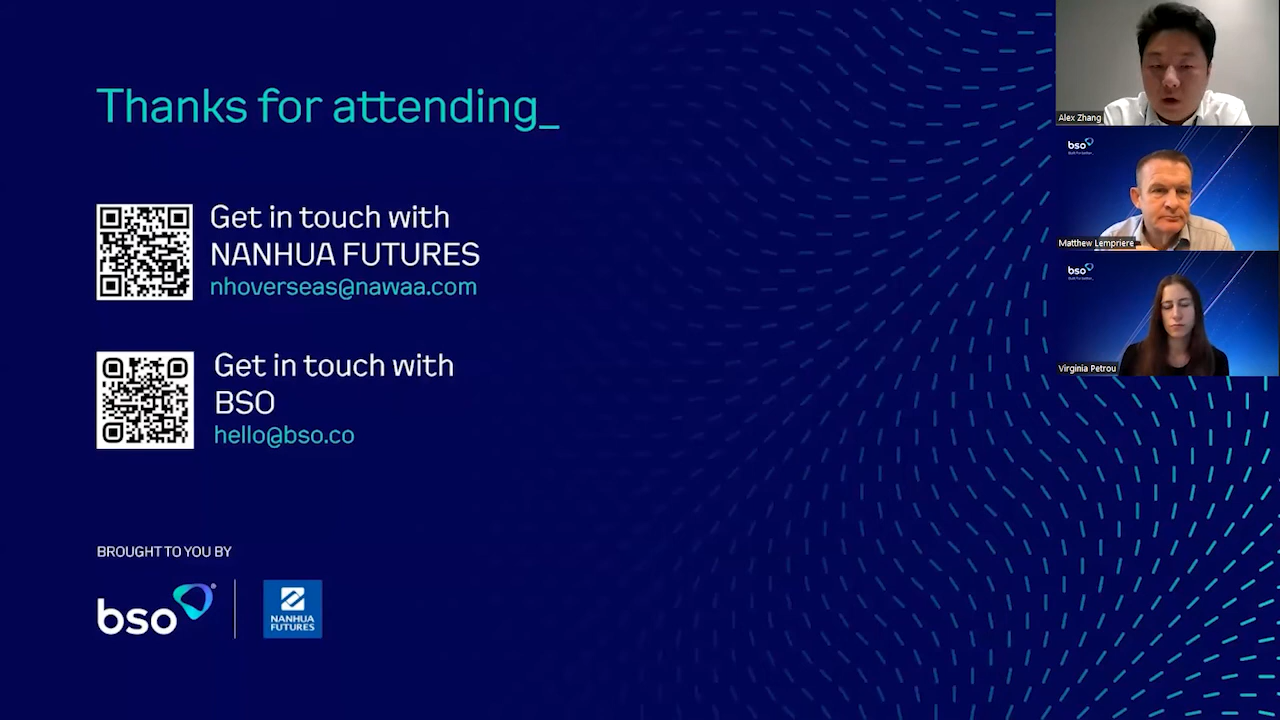 Thanks for attending_
Get in touch with
NANHUA FUTURES
nhoverseas@nawaa.com
Get in touch with
BSO
hello@bso.co
BROUGHT TO YOU BY
bso
NANHUA
FUTURES
Alex Zhang
bso
Matthew Lempriere
bso
Virginia Petrou